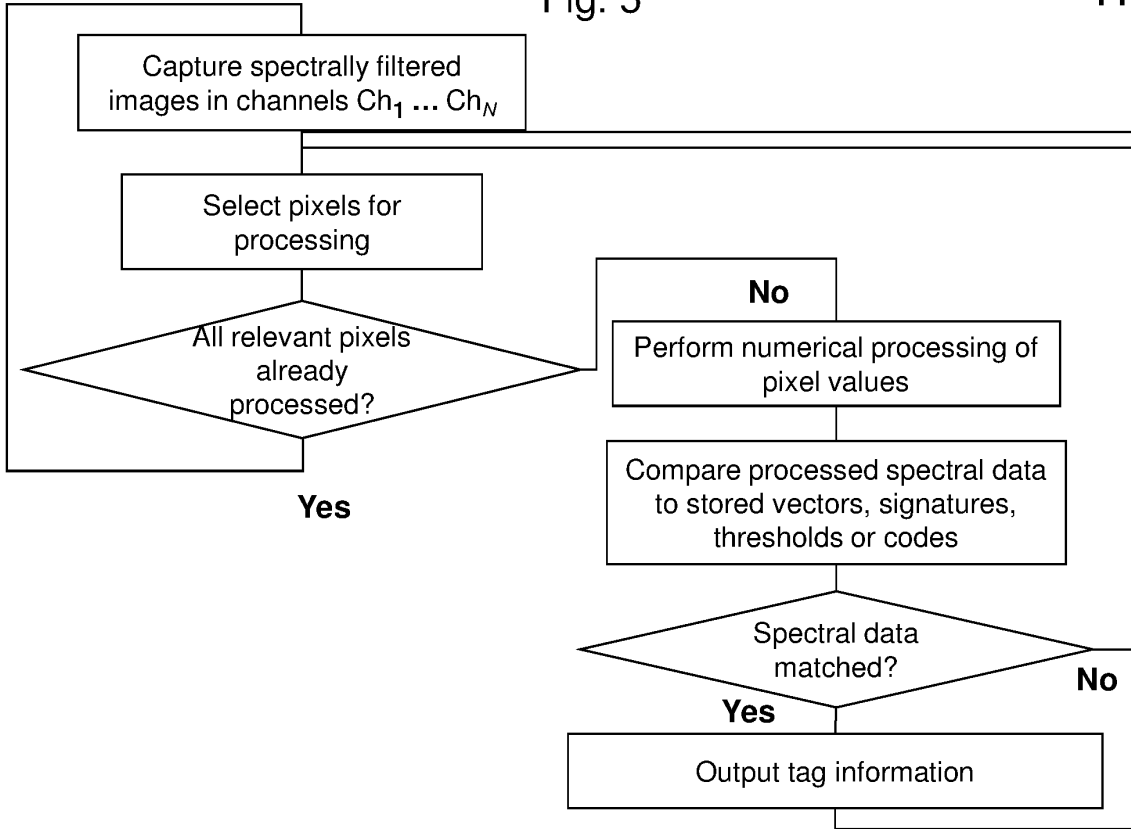 Fig. 3
Capture spectrally filtered
images in channels Ch1 ... ChN
Select pixels for
processing
All relevant pixels
already
processed?
Yes
No
Perform numerical processing of
pixel values
Compare processed spectral data
to stored vectors, signatures,
thresholds or codes
Spectral data
matched?
No
Yes
Output tag information